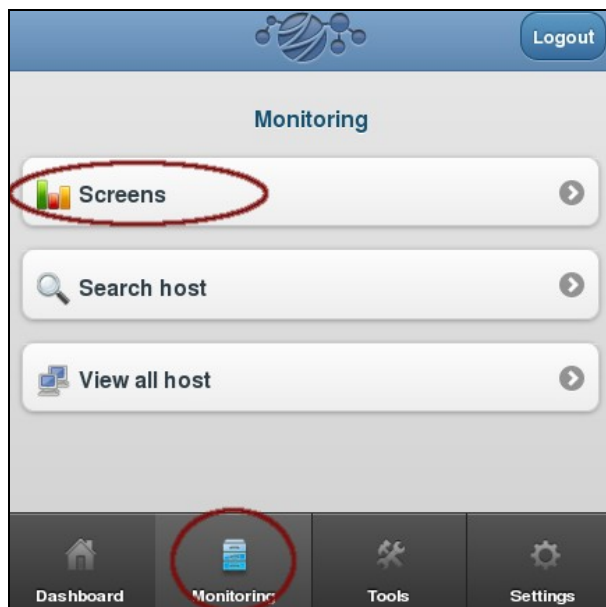 Logout
Monitoring
Screens
Search host
View all host
Dashboard Monitoring Tools Settings